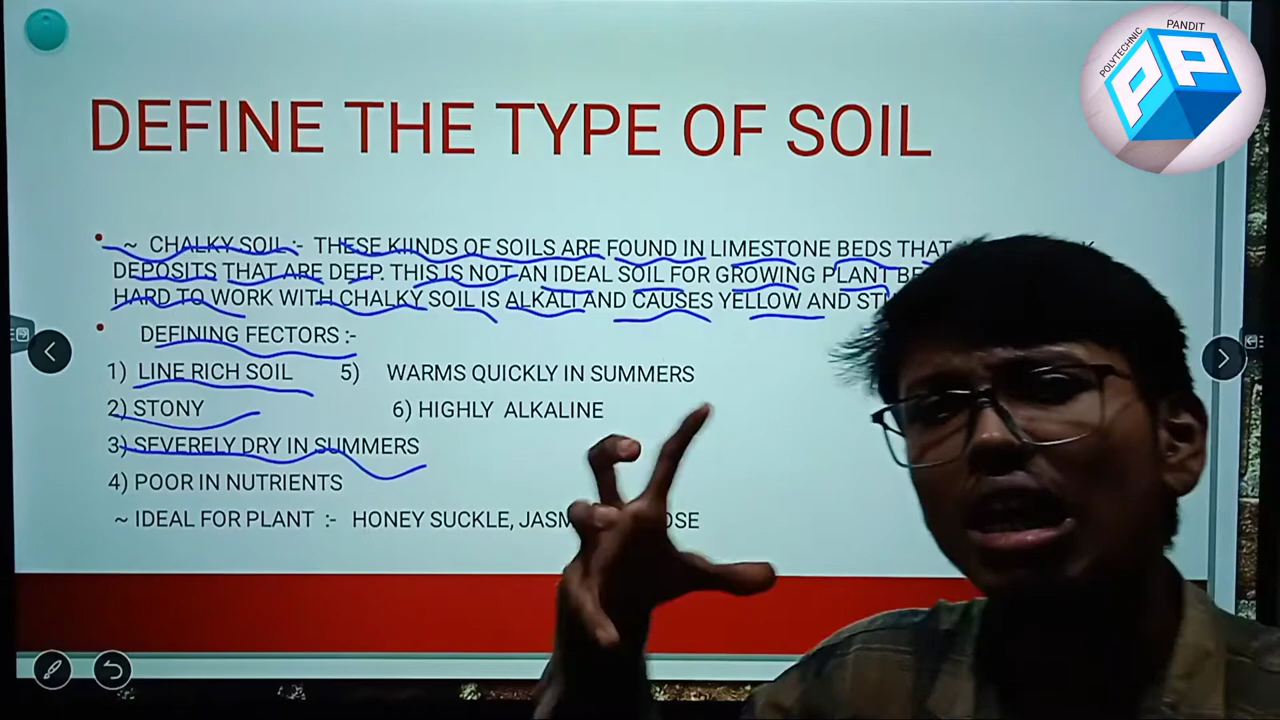 POLYTECHNIC PANDIT
PP
DEFINE THE TYPE OF SOIL
~ CHALKY SOIL :- THESE KIINDS OF SOILS ARE FOUND IN LIMESTONE BEDS THAT
DEPOSITS THAT ARE DEEP. THIS IS NOT AN IDEAL SOIL FOR GROWING PLANT
HARD TO WORK WITH CHALKY SOIL IS ALKALI AND CAUSES YELLOW AND
DEFINING FECTORS :-
1) LINE RICH SOIL 5) WARMS QUICKLY IN SUMMERS
2) STONY 6) HIGHLY ALKALINE
3) SEVERELY DRY IN SUMMERS
4) POOR IN NUTRIENTS
~ IDEAL FOR PLANT :- HONEY SUCKLE,